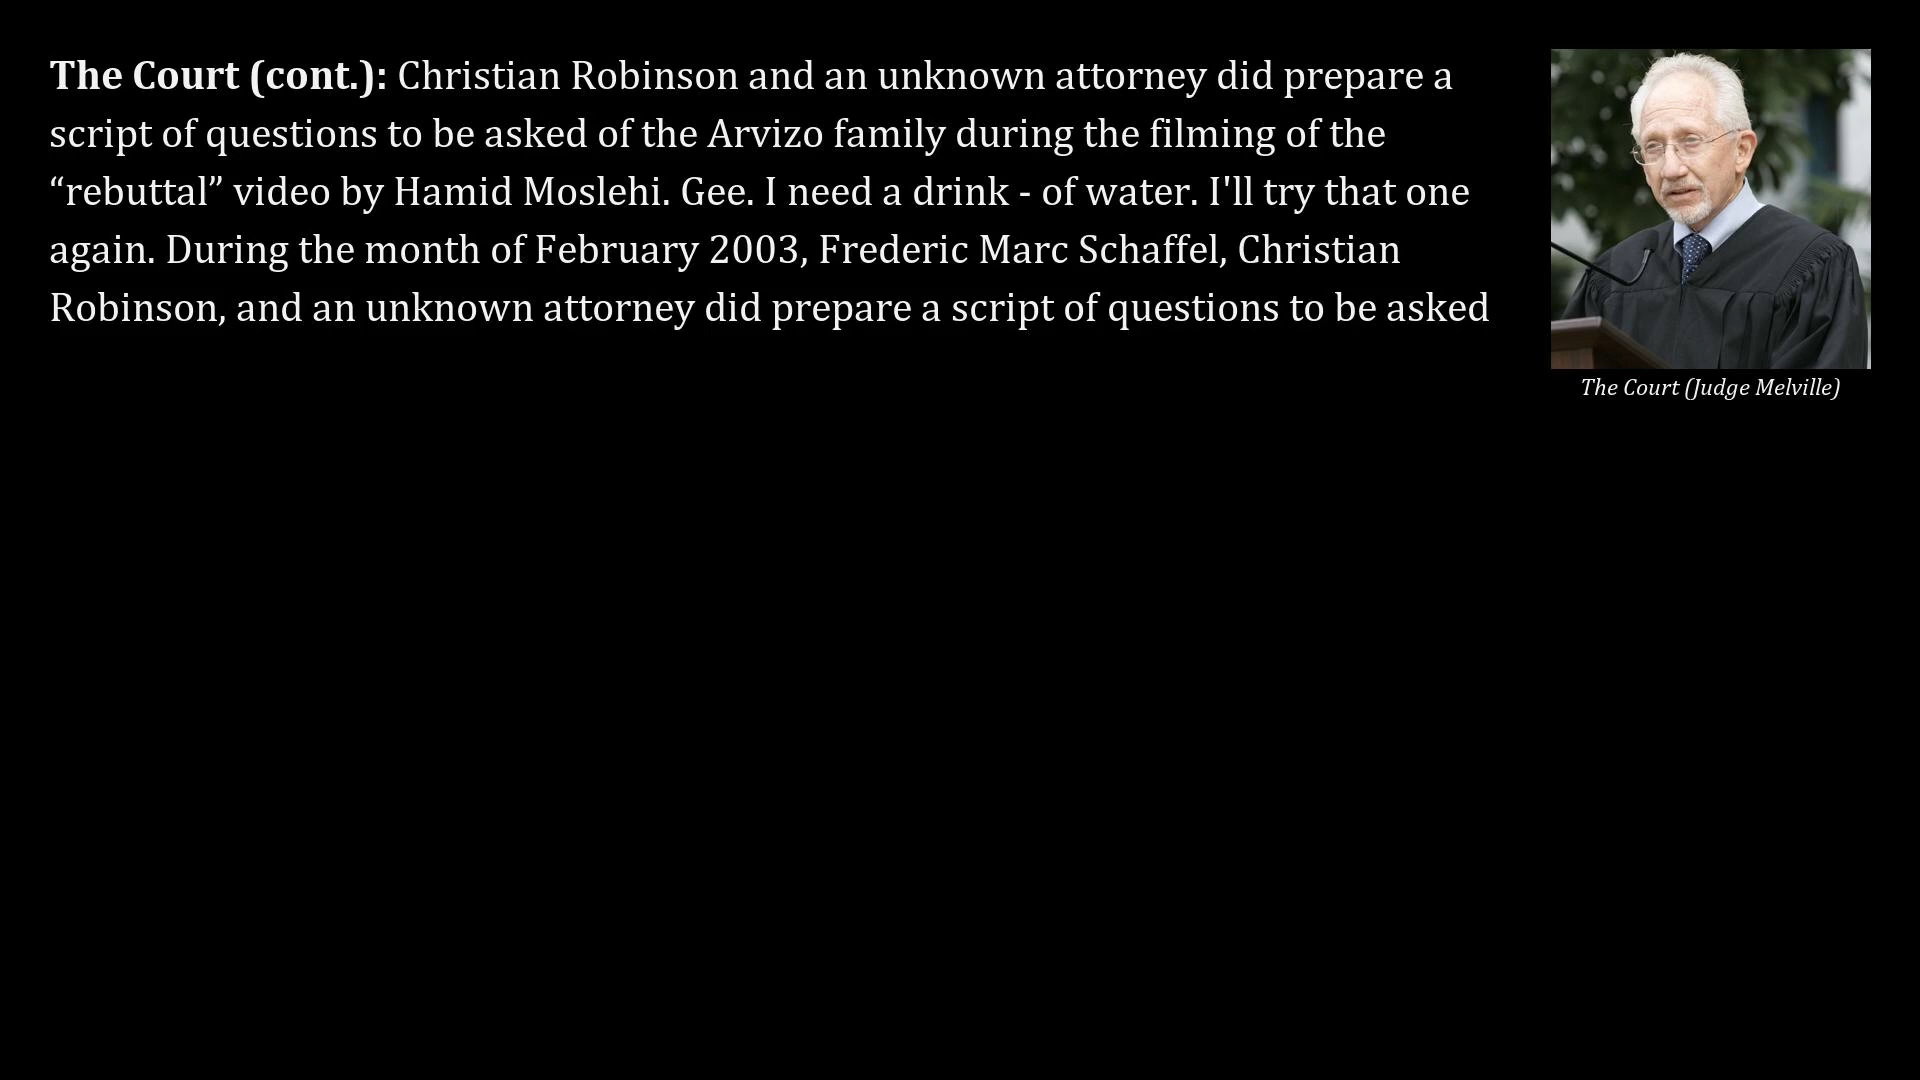 The Court (cont.): Christian Robinson and an unknown attorney did prepare a
script of questions to be asked of the Arvizo family during the filming of the
“rebuttal” video by Hamid Moslehi. Gee. I need a drink - of water. I'll try that one
again. During the month of February 2003, Frederic Marc Schaffel, Christian
Robinson, and an unknown attorney did prepare a script of questions to be asked
The Court (Judge Melville)